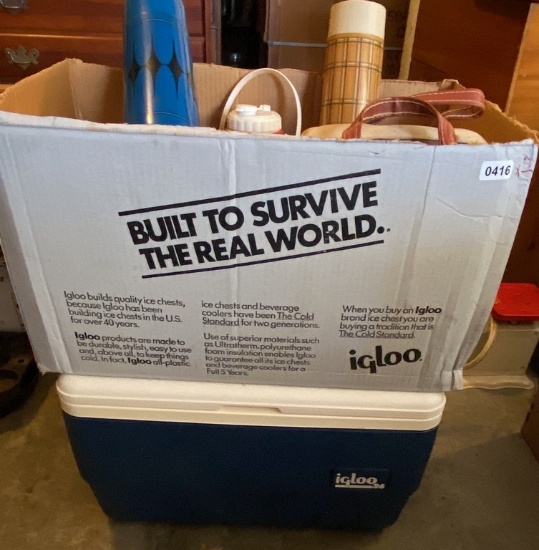 0416
BUILT TO SURVIVE
THE REAL WORLD.
Igloo builds quality ice chests,
because Igloo has been
building ice chests in the U.S.
for over 40 years.
Igloo products are made to
be durable, stylish, easy to use
and, above all, to keep things
cold. In fact, Igloo all-plastic
ice chests and beverage
coolers have been The Cold
Standard for two generations.
Use of superior materials such
as Ultratherm polyurethane
foam insulation enables Igloo
to guarantee all its ice chests
and beverage coolers for a
Full 5 Years.
When you buy an Igloo
brand ice chest you are
buying a tradition that is
The Cold Standard.
igloo
igloo